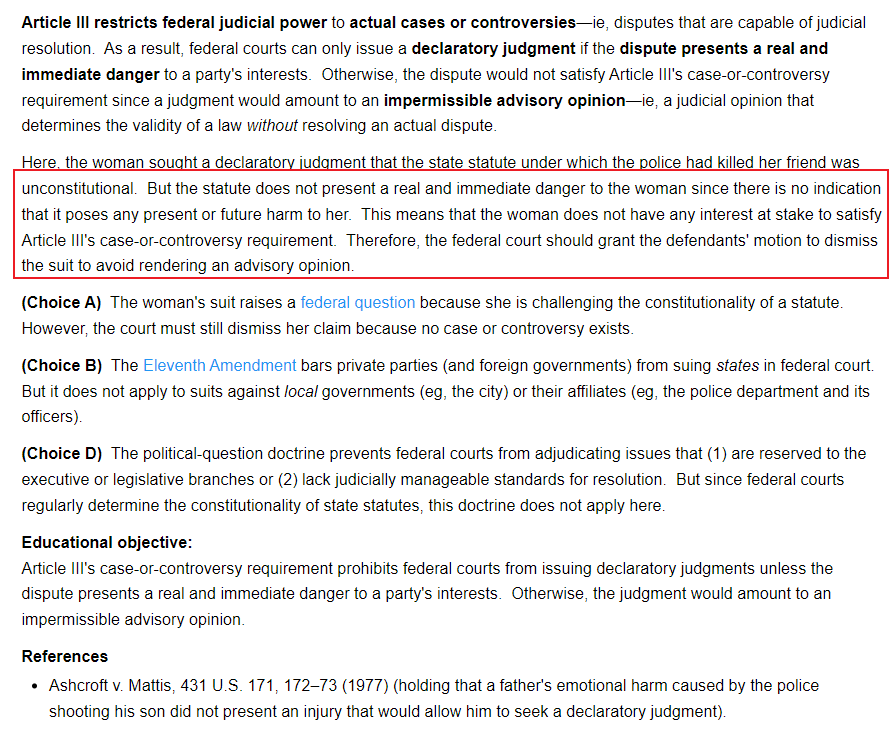 Article III restricts federal judicial power to actual cases or controversies—ie, disputes that are capable of judicial
resolution. As a result, federal courts can only issue a declaratory judgment if the dispute presents a real and
immediate danger to a party's interests. Otherwise, the dispute would not satisfy Article III's case-or-controversy
requirement since a judgment would amount to an impermissible advisory opinion—ie, a judicial opinion that
determines the validity of a law without resolving an actual dispute.
Here, the woman sought a declaratory judgment that the state statute under which the police had killed her friend was
unconstitutional. But the statute does not present a real and immediate danger to the woman since there is no indication
that it poses any present or future harm to her. This means that the woman does not have any interest at stake to satisfy
Article III's case-or-controversy requirement. Therefore, the federal court should grant the defendants' motion to dismiss
the suit to avoid rendering an advisory opinion.
(Choice A) The woman's suit raises a federal question because she is challenging the constitutionality of a statute.
However, the court must still dismiss her claim because no case or controversy exists.
(Choice B) The Eleventh Amendment bars private parties (and foreign governments) from suing states in federal court.
But it does not apply to suits against local governments (eg, the city) or their affiliates (eg, the police department and its
officers).
(Choice D) The political-question doctrine prevents federal courts from adjudicating issues that (1) are reserved to the
executive or legislative branches or (2) lack judicially manageable standards for resolution. But since federal courts
regularly determine the constitutionality of state statutes, this doctrine does not apply here.
Educational objective:
Article III's case-or-controversy requirement prohibits federal courts from issuing declaratory judgments unless the
dispute presents a real and immediate danger to a party's interests. Otherwise, the judgment would amount to an
impermissible advisory opinion.
References
• Ashcroft v. Mattis, 431 U.S. 171, 172–73 (1977) (holding that a father's emotional harm caused by the police
shooting his son did not present an injury that would allow him to seek a declaratory judgment).